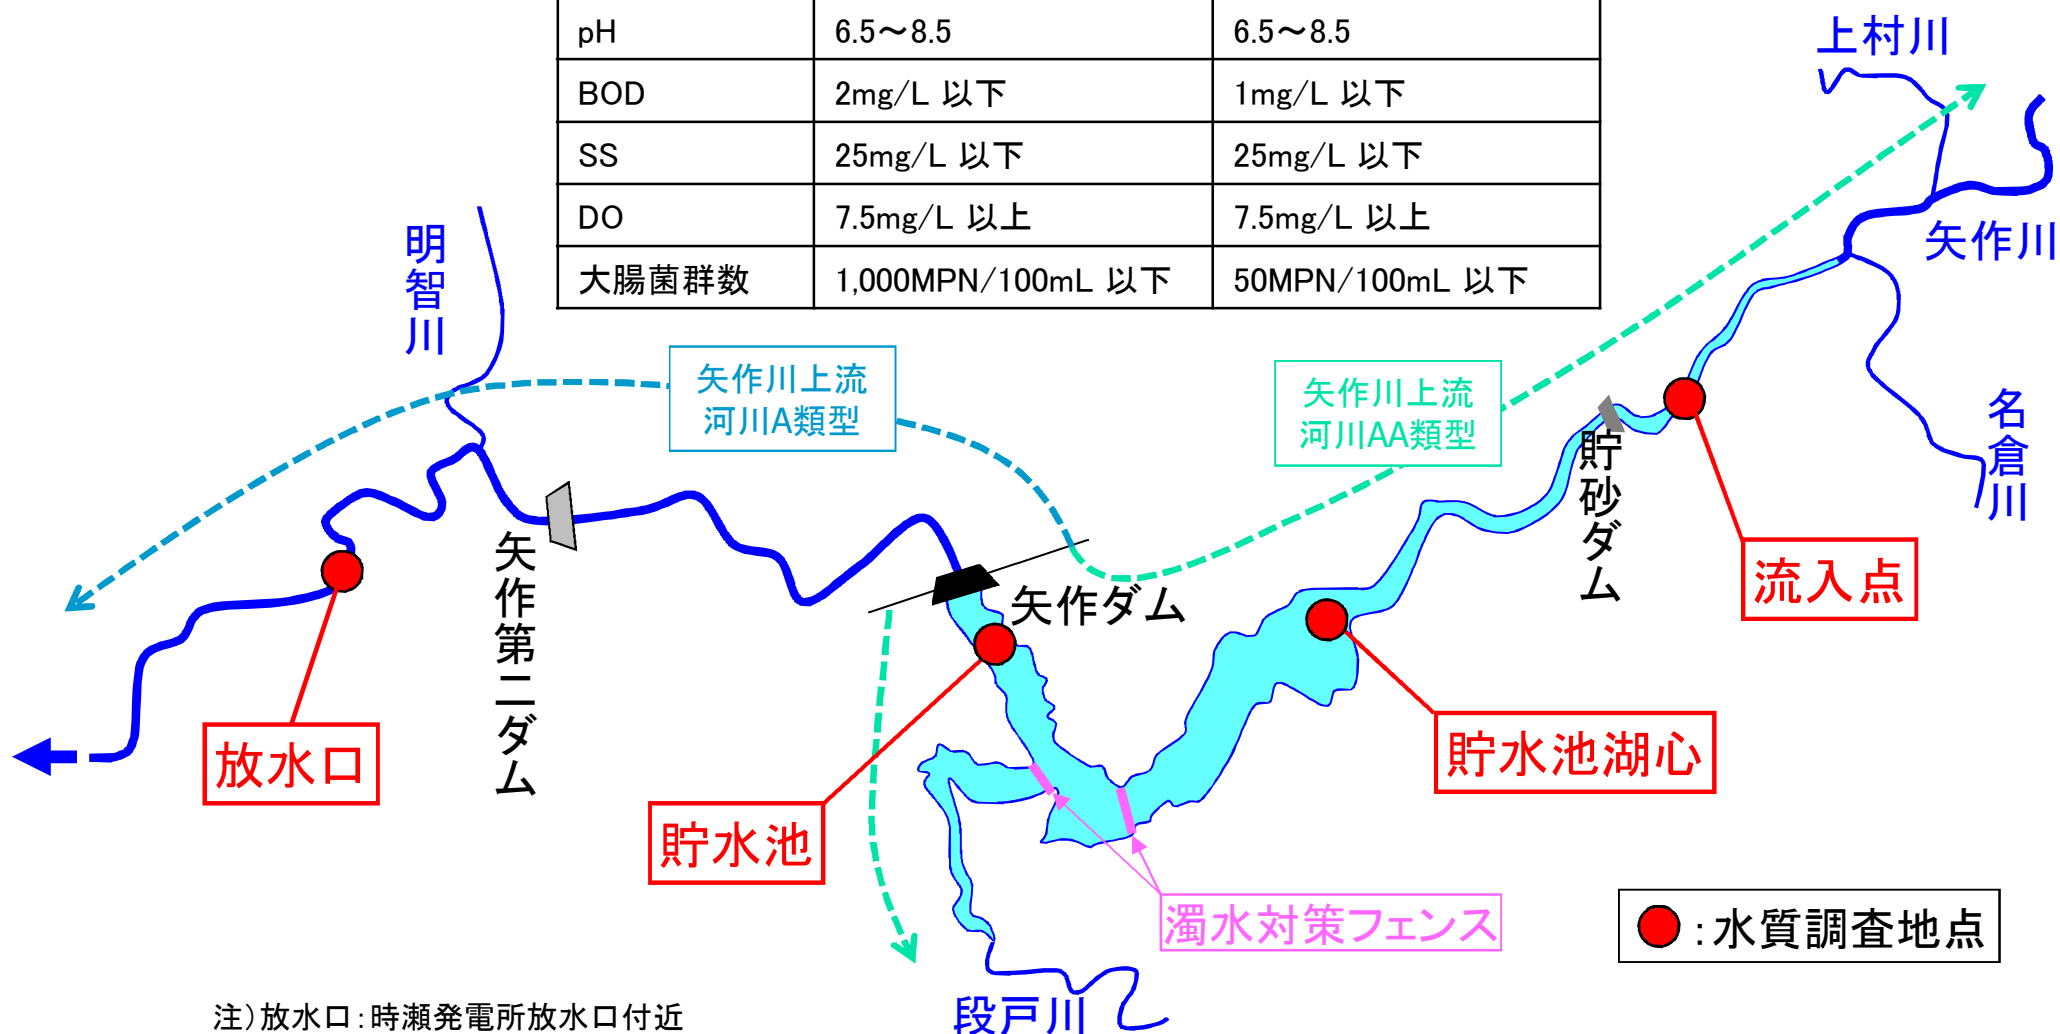 pH 6.5～8.5 6.5～8.5
BOD 2mg/L 以下 1mg/L 以下
SS 25mg/L 以下 25mg/L 以下
DO 7.5mg/L 以上 7.5mg/L 以上
大腸菌群数 1,000MPN/100mL 以下 50MPN/100mL 以下
上村川
矢作川
明智川
矢作川上流
河川A類型
矢作川上流
河川AA類型
名倉川
貯砂ダム
流入点
矢作第二ダム
矢作ダム
放水口
貯水池湖心
貯水池
濁水対策フェンス
：水質調査地点
段戸川
注）放水口：時瀬発電所放水口付近